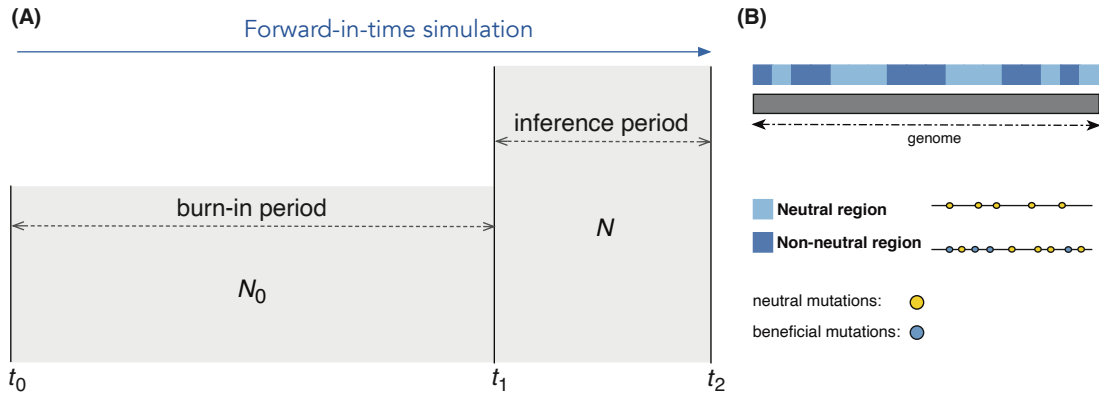 (A)
Forward-in-time simulation
inference period
burn-in period
N
N0
t0
t1
t2
(B)
genome
Neutral region
Non-neutral region
neutral mutations:
beneficial mutations: